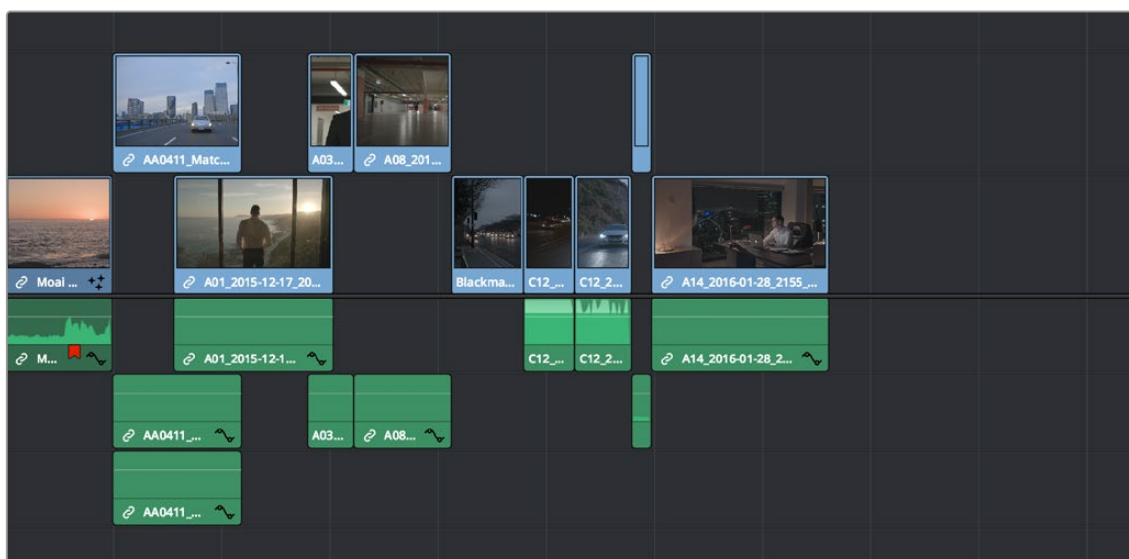 AA0411_Matc...
A03...
A08_201...
Moai ...
A01_2015-12-17_20...
Blackma...
C12_...
C12_2...
A14_2016-01-28_2155_...
M...
A01_2015-12-1...
C12_...
C12_2...
A14_2016-01-28_2...
AA0411_...
A03...
A08...
AA0411_...